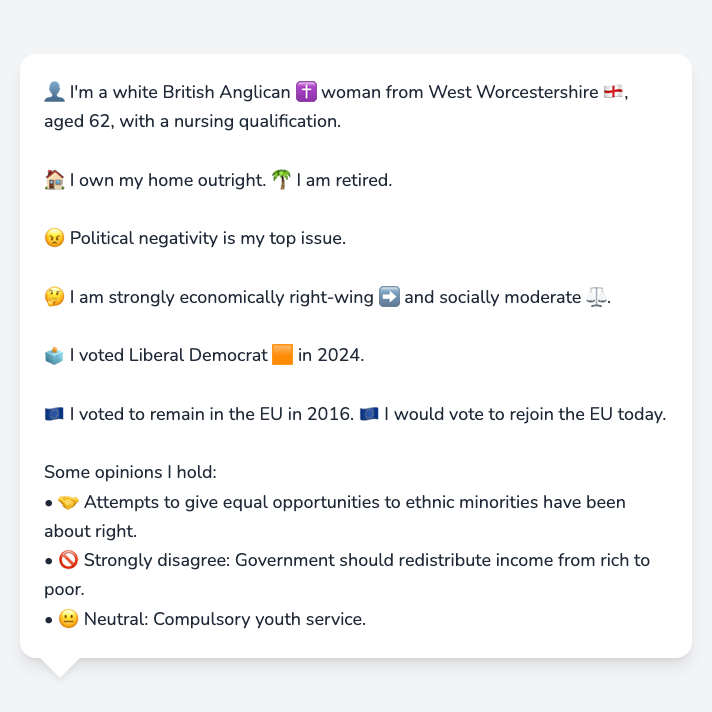 👤 I'm a white British Anglican ✝️ woman from West Worcestershire 🏴󠁧󠁢󠁥󠁮󠁧󠁿,
aged 62, with a nursing qualification.
🏠 I own my home outright. 🌴 I am retired.
😠 Political negativity is my top issue.
🤔 I am strongly economically right-wing ➡️ and socially moderate ⚖️.
🗳️ I voted Liberal Democrat 🟧 in 2024.
🇪🇺 I voted to remain in the EU in 2016. 🇪🇺 I would vote to rejoin the EU today.
Some opinions I hold:
• 🤝 Attempts to give equal opportunities to ethnic minorities have been
about right.
• 🚫 Strongly disagree: Government should redistribute income from rich to
poor.
• 😐 Neutral: Compulsory youth service.